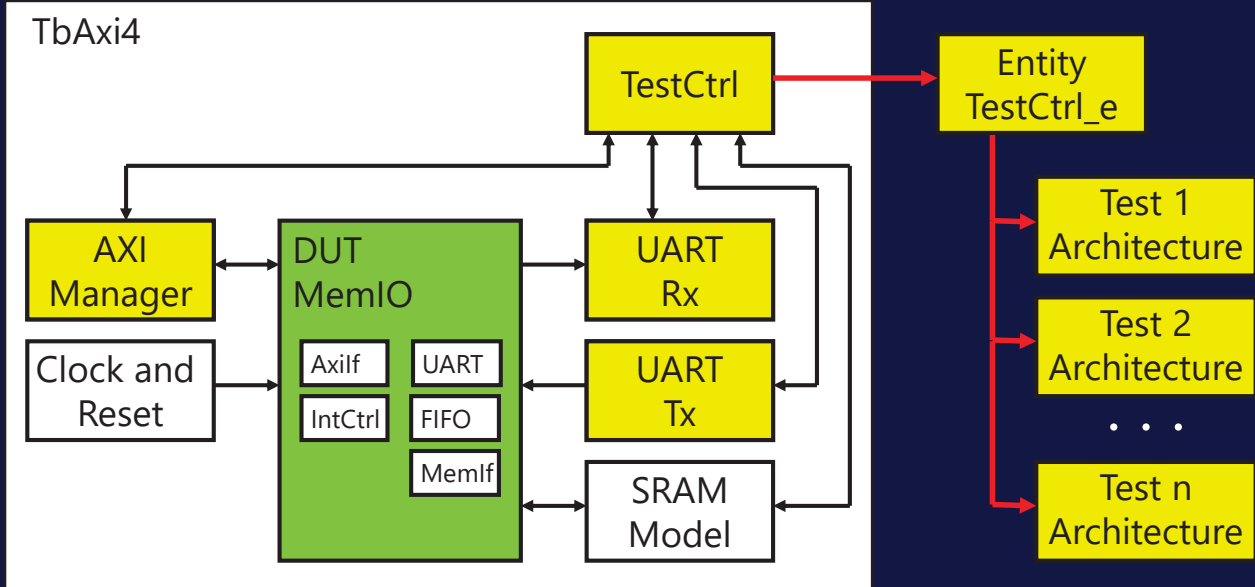 TbAxi4
TestCtrl
Entity
TestCtrl_e
AXI
Manager
DUT
MemIO
UART
Rx
Test 1
Architecture
Clock and
Reset
AxiIf
UART
IntCtrl
FIFO
MemIf
UART
Tx
Test 2
Architecture
. . .
SRAM
Model
Test n
Architecture